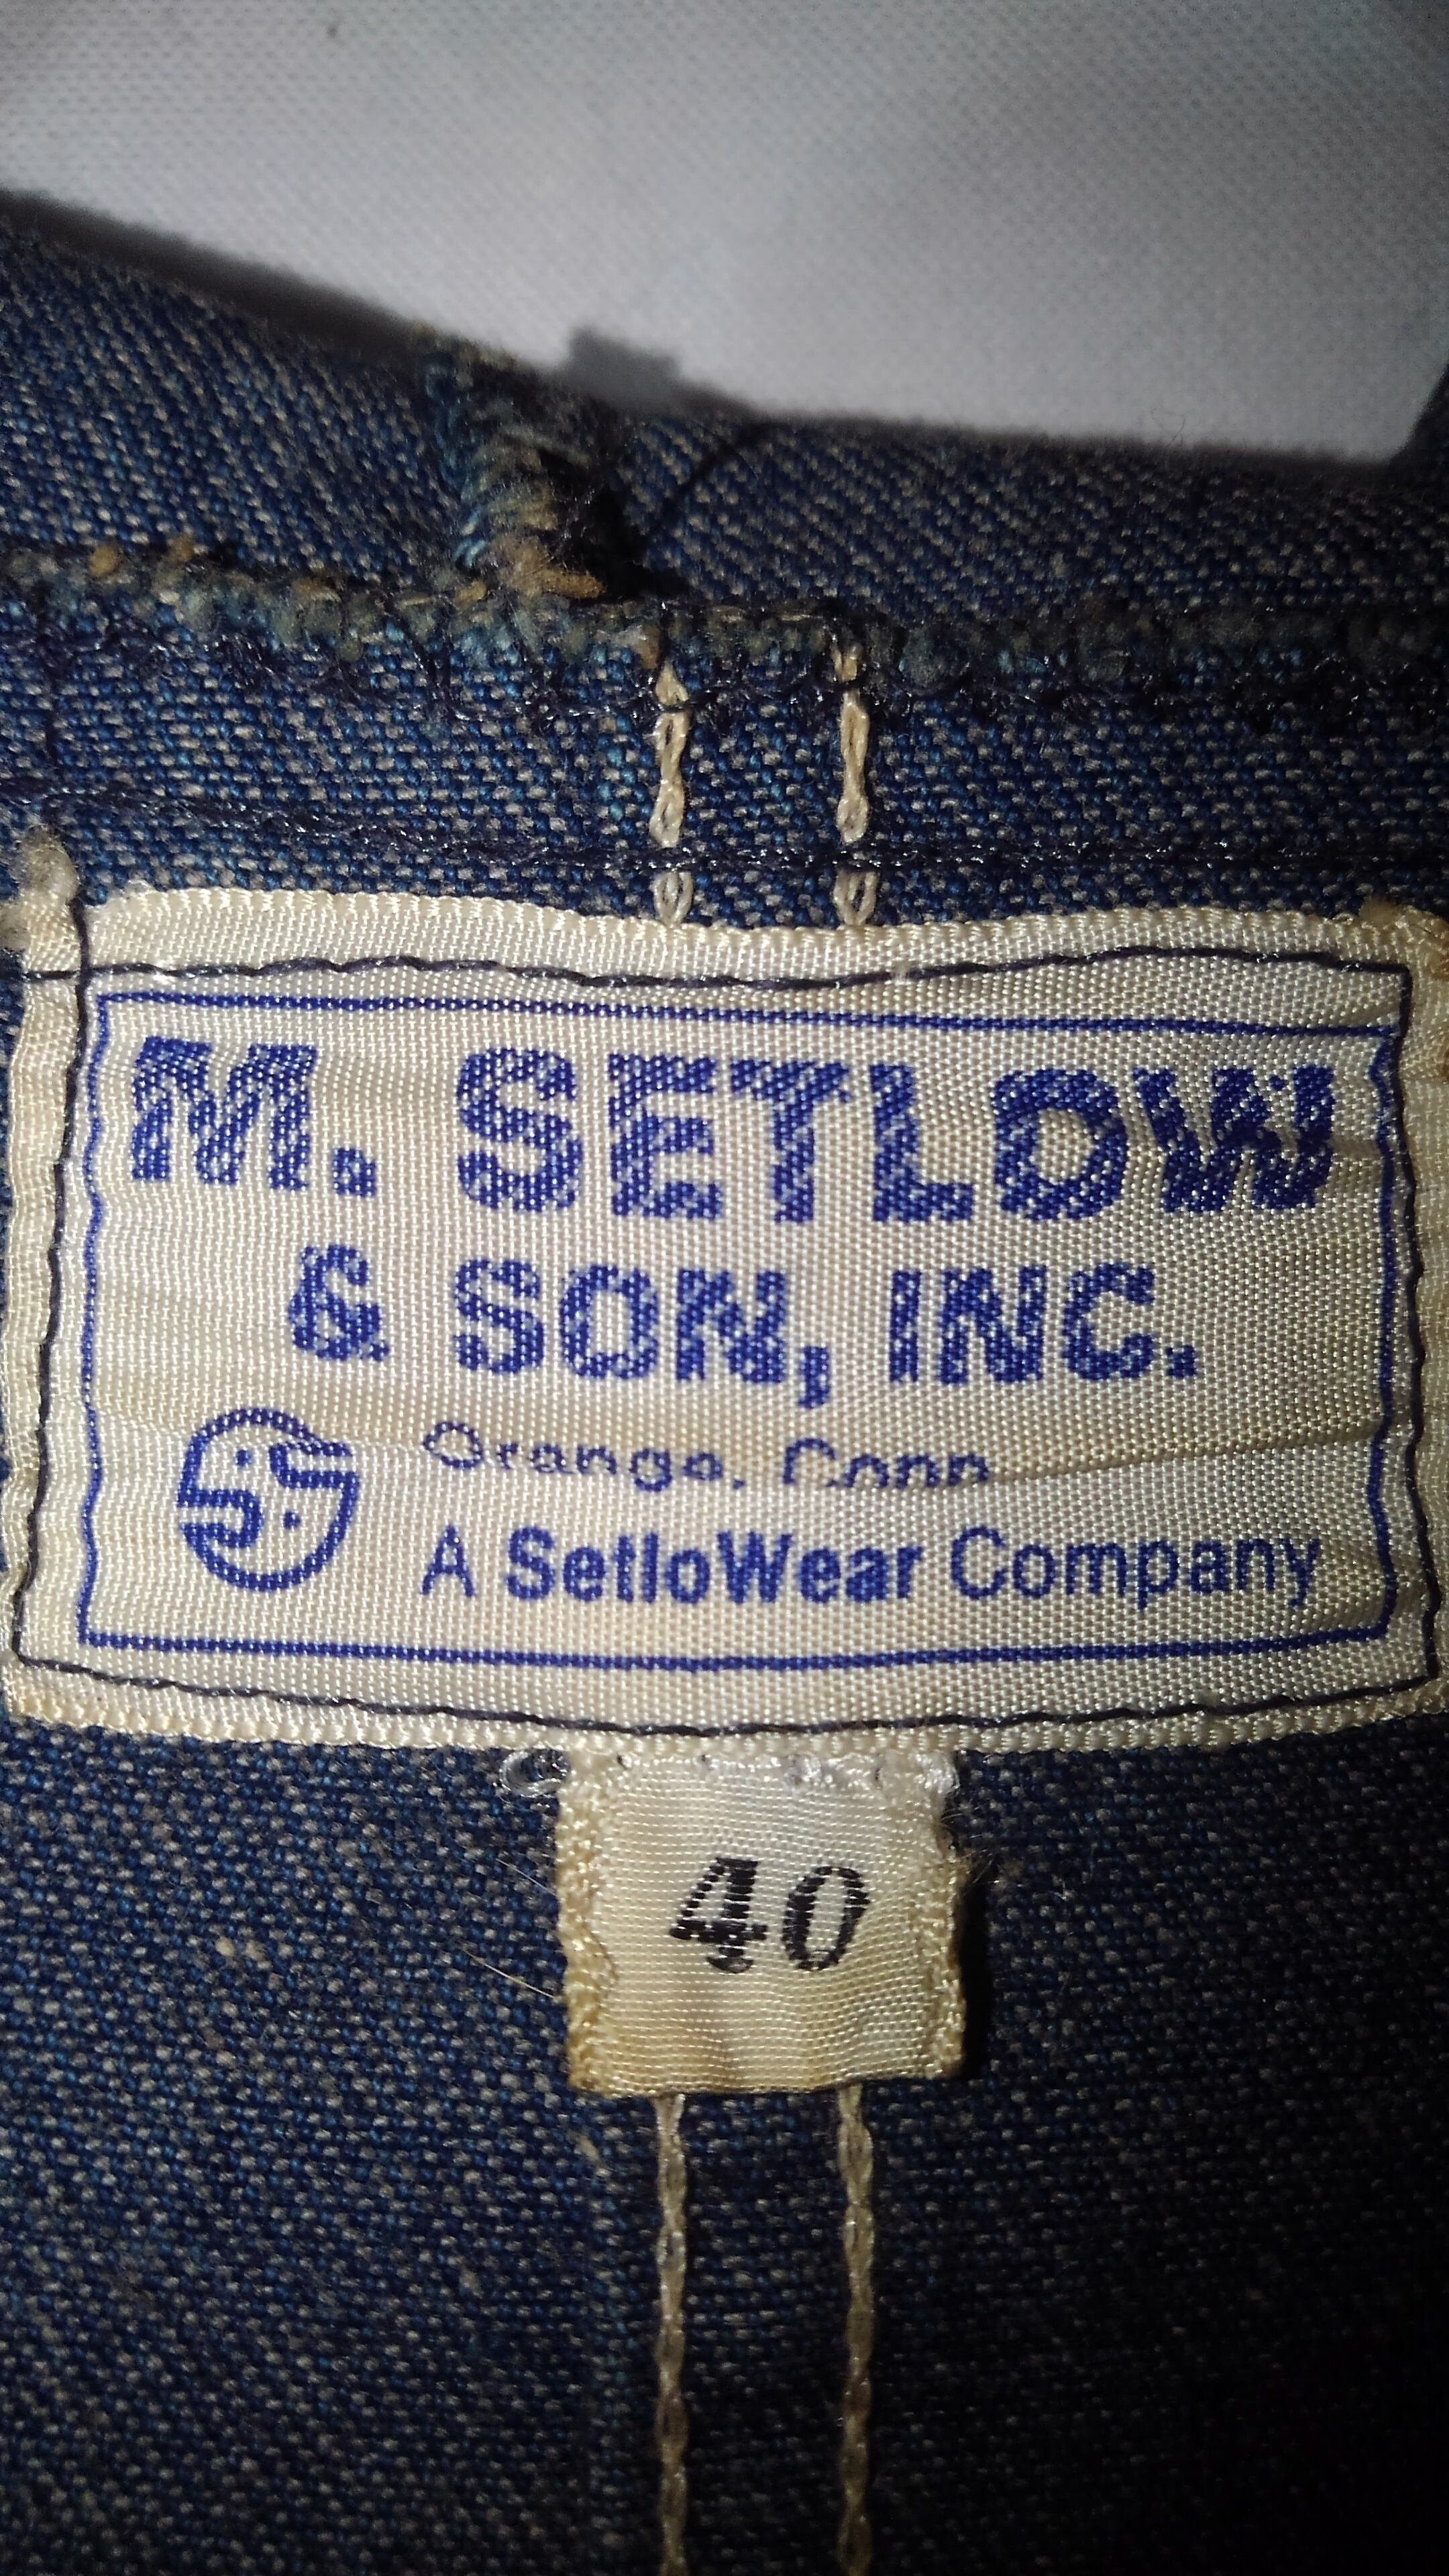 M. SETLOW
& SON, INC.
Orange, Conn
A SetloWear Company
40